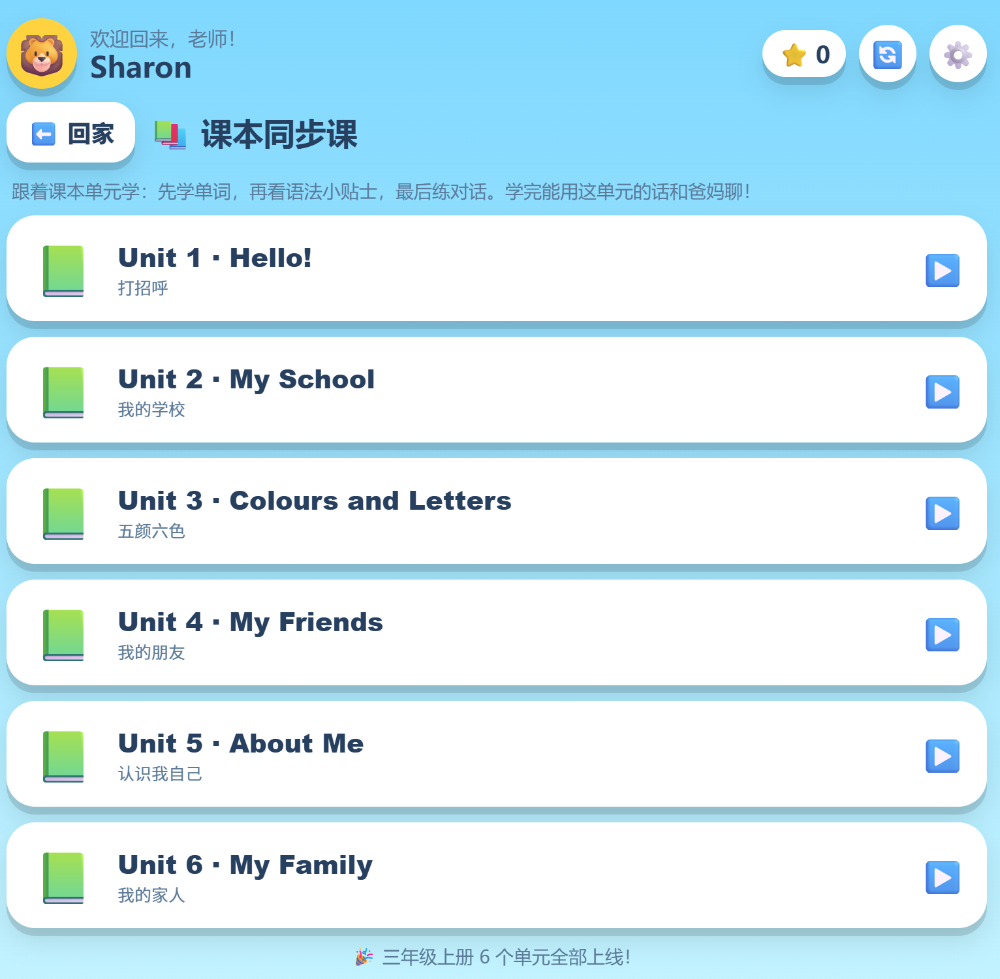 欢迎回来，老师！
Sharon
0
回家
课本同步课
跟着课本单元学：先学单词，再看语法小贴士，最后练对话。学完能用这单元的话和爸妈聊！
Unit 1 · Hello!
打招呼
Unit 2 · My School
我的学校
Unit 3 · Colours and Letters
五颜六色
Unit 4 · My Friends
我的朋友
Unit 5 · About Me
认识我自己
Unit 6 · My Family
我的家人
三年级上册 6 个单元全部上线！